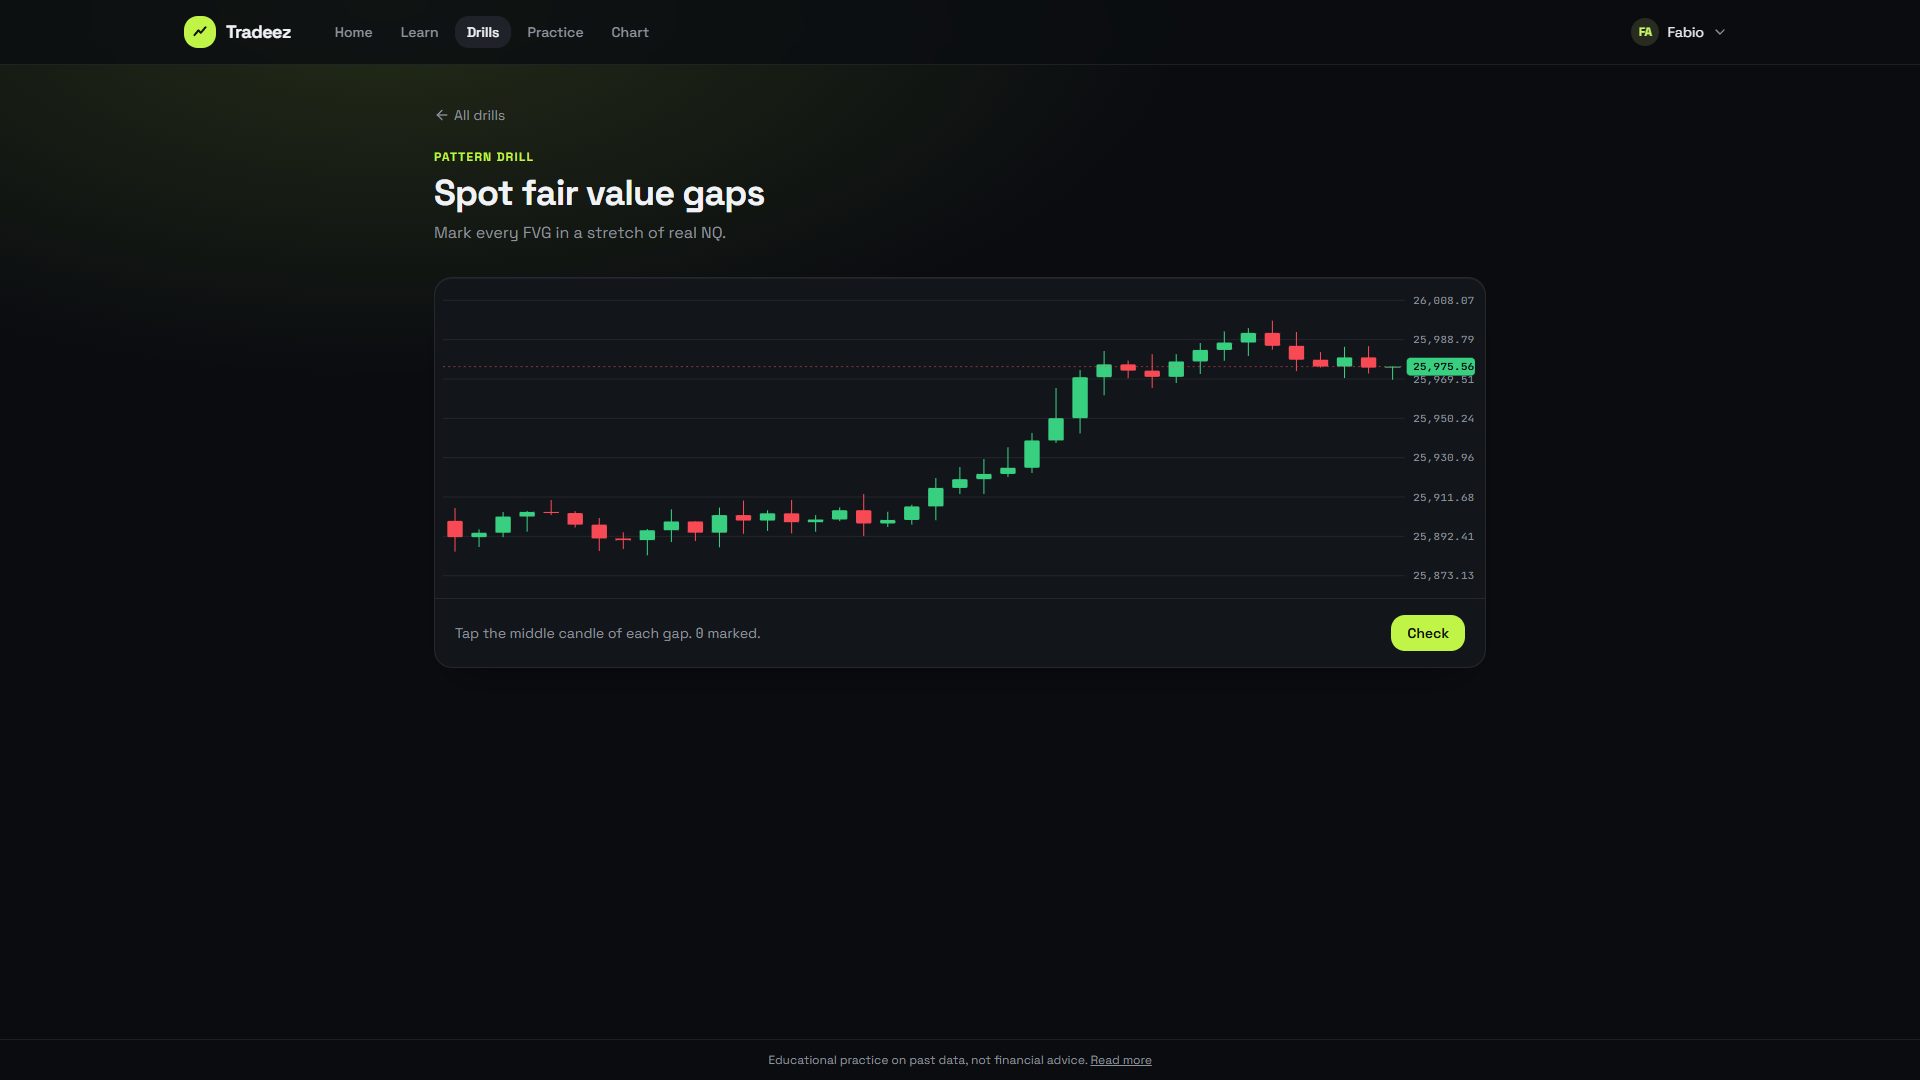 Tradeez Home Learn Drills Practice Chart FA Fabio
← All drills
PATTERN DRILL
Spot fair value gaps
Mark every FVG in a stretch of real NQ.
26,008.07
25,988.79
25,975.56
25,969.51
25,950.24
25,930.96
25,911.68
25,892.41
25,873.13
Tap the middle candle of each gap. 0 marked. Check
Educational practice on past data, not financial advice. Read more